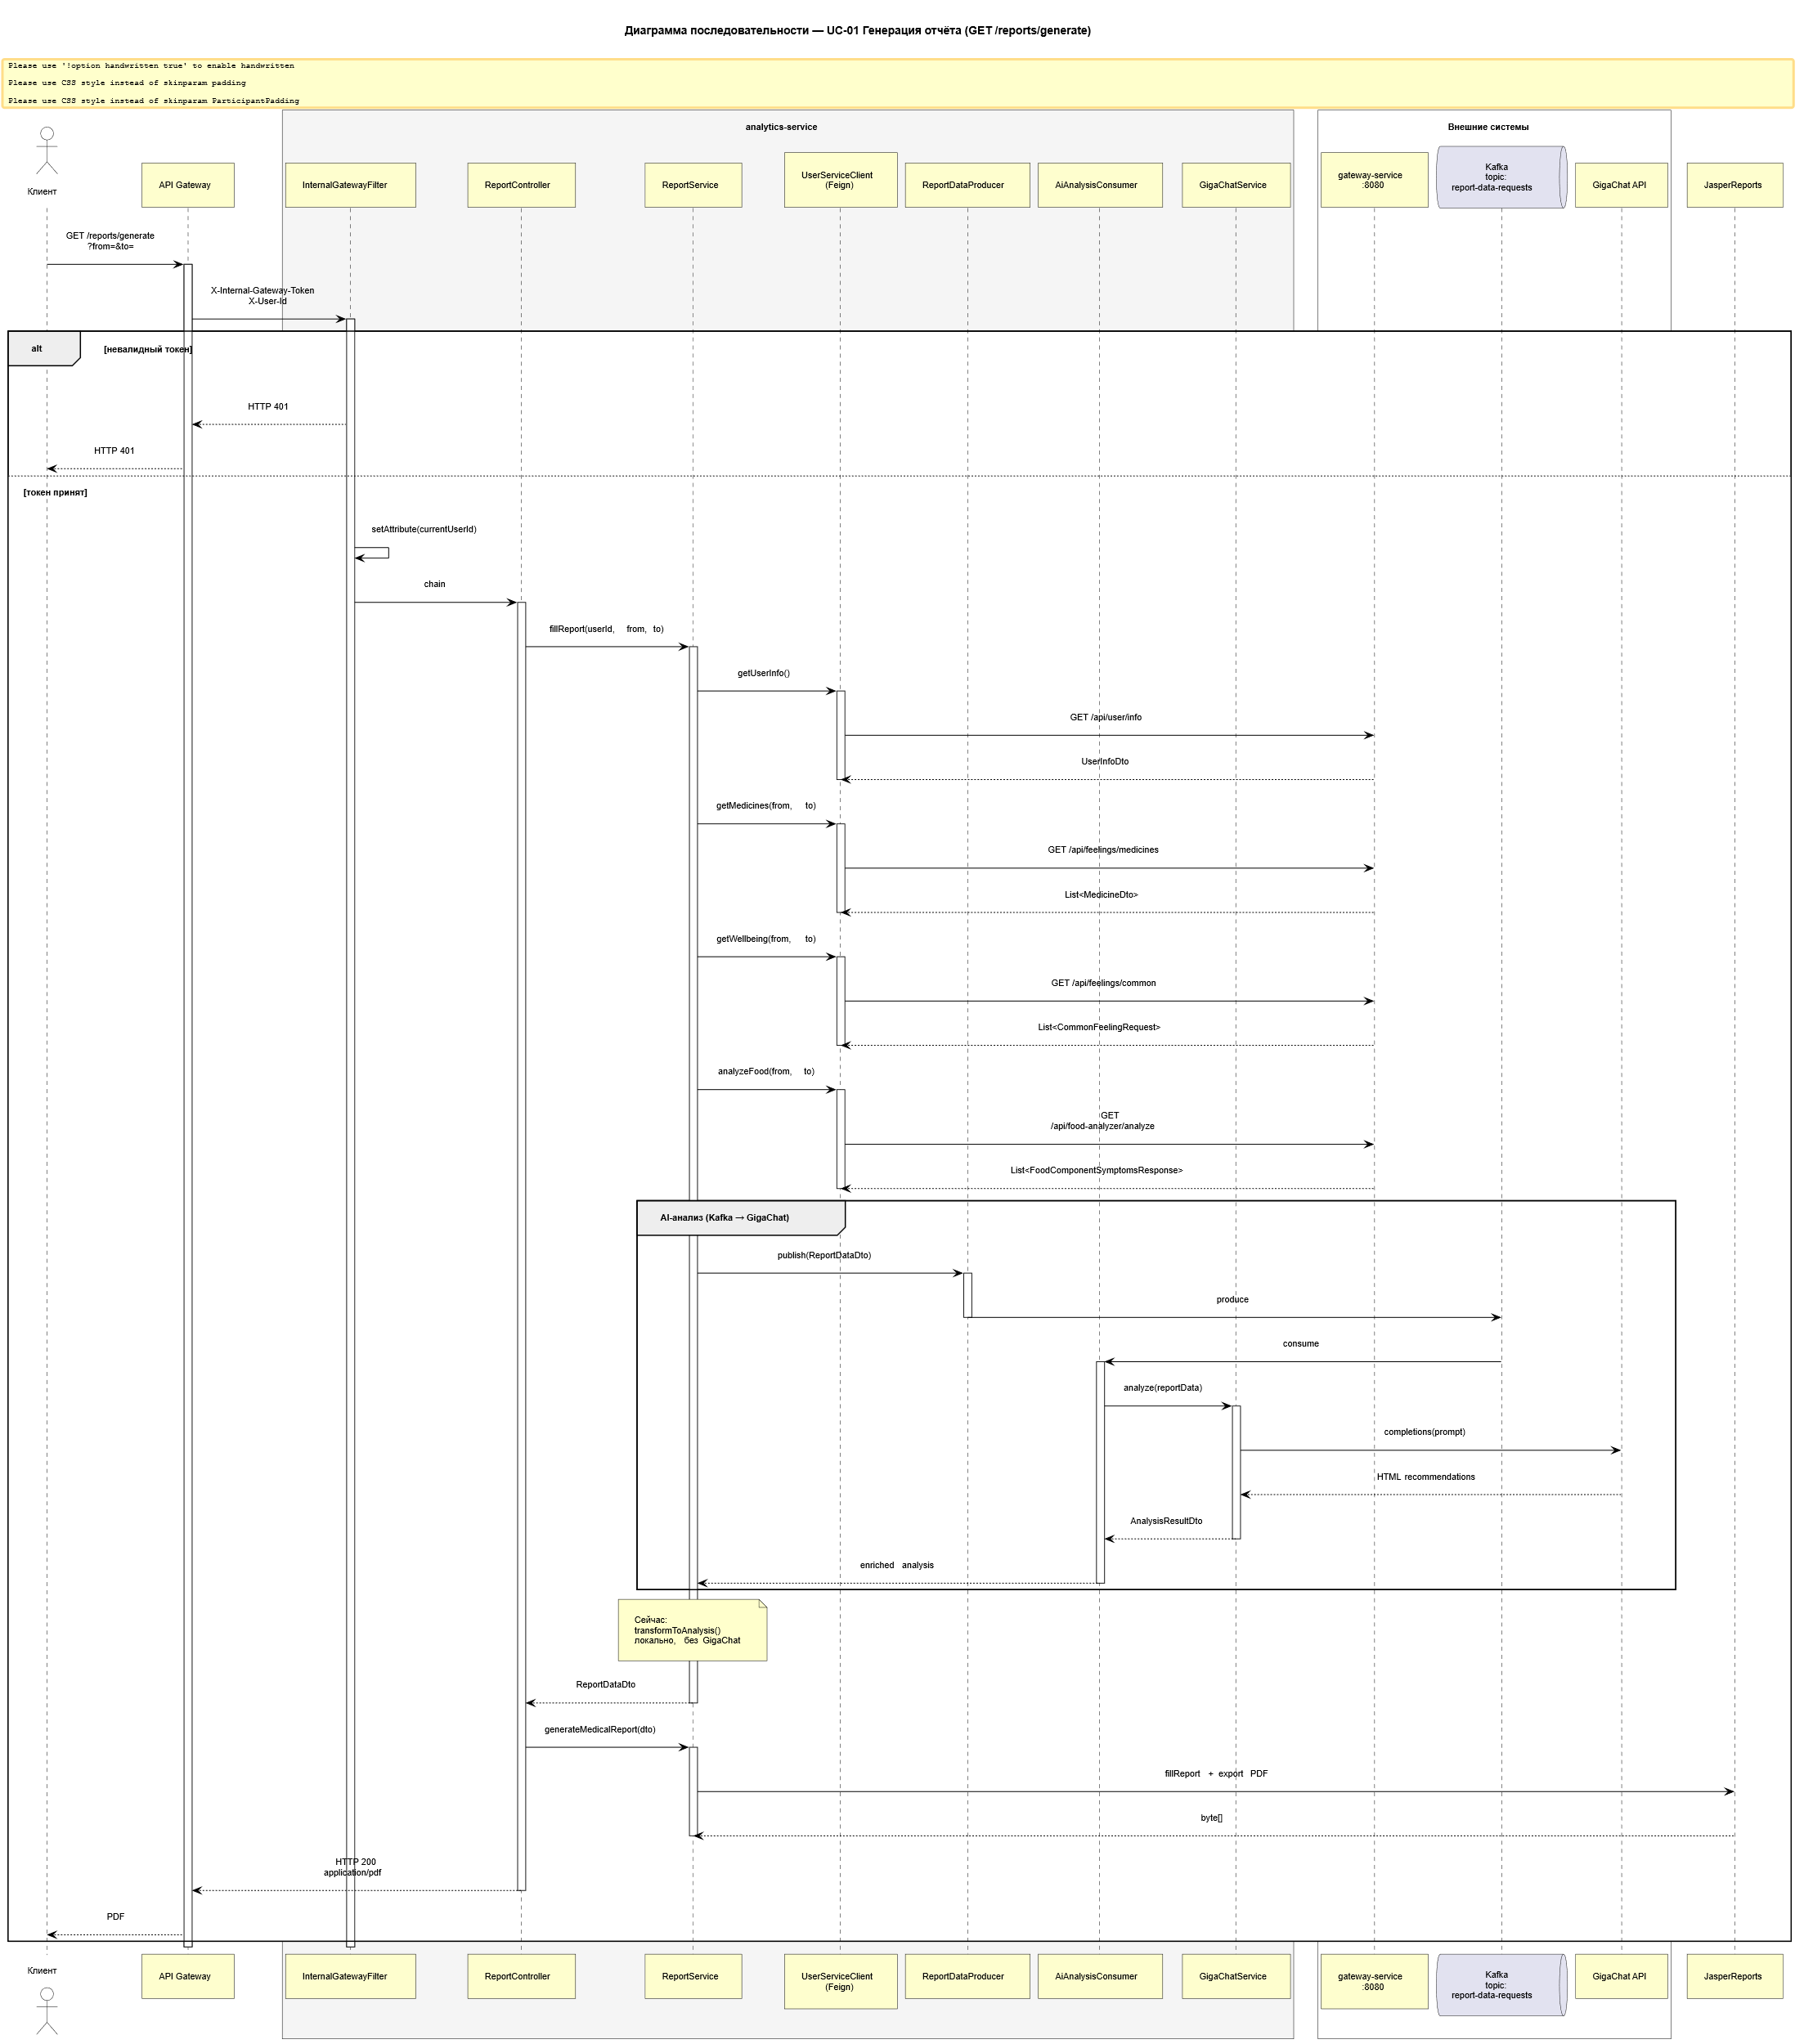 Диаграмма последовательности — UC-01 Генерация отчёта (GET /reports/generate)
Please use '!option handwritten true' to enable handwritten
Please use CSS style instead of skinparam padding
Please use CSS style instead of skinparam ParticipantPadding
analytics-service
Внешние системы
Клиент
API Gateway
InternalGatewayFilter
ReportController
ReportService
UserServiceClient
(Feign)
ReportDataProducer
AiAnalysisConsumer
GigaChatService
gateway-service
:8080
Kafka
topic:
report-data-requests
GigaChat API
JasperReports
GET /reports/generate
?from=&to=
X-Internal-Gateway-Token
X-User-Id
alt
[невалидный токен]
HTTP 401
HTTP 401
[токен принят]
setAttribute(currentUserId)
chain
fillReport(userId, from, to)
getUserInfo()
GET /api/user/info
UserInfoDto
getMedicines(from, to)
GET /api/feelings/medicines
List<MedicineDto>
getWellbeing(from, to)
GET /api/feelings/common
List<CommonFeelingRequest>
analyzeFood(from, to)
GET
/api/food-analyzer/analyze
List<FoodComponentSymptomsResponse>
AI-анализ (Kafka → GigaChat)
publish(ReportDataDto)
produce
consume
analyze(reportData)
completions(prompt)
HTML recommendations
AnalysisResultDto
enriched analysis
Сейчас:
transformToAnalysis()
локально, без GigaChat
ReportDataDto
generateMedicalReport(dto)
fillReport + export PDF
byte[]
HTTP 200
application/pdf
PDF
Клиент
API Gateway
InternalGatewayFilter
ReportController
ReportService
UserServiceClient
(Feign)
ReportDataProducer
AiAnalysisConsumer
GigaChatService
gateway-service
:8080
Kafka
topic:
report-data-requests
GigaChat API
JasperReports